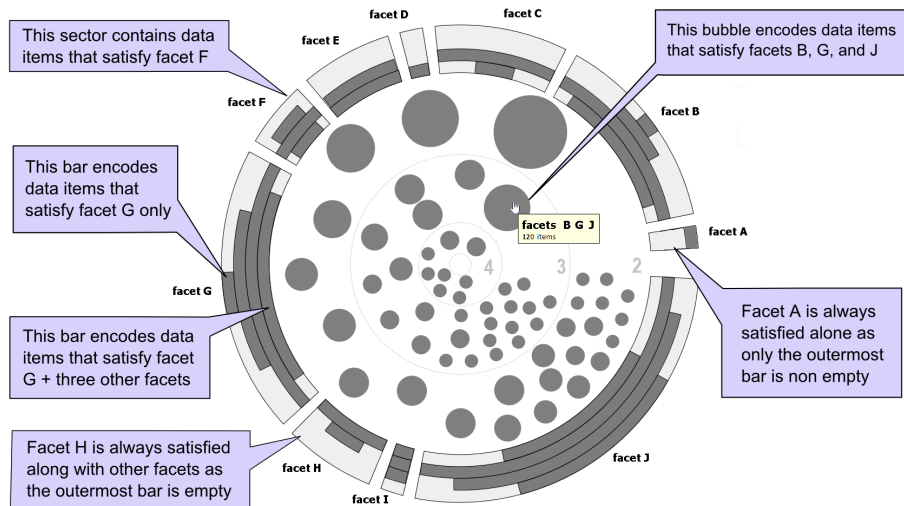 This sector contains data
items that satisfy facet F
facet E
facet D
facet C
This bubble encodes data items
that satisfy facets B, G, and J
facet F
facet B
This bar encodes
data items that
satisfy facet G only
facets B G J
120 items
facet A
4
3
2
facet G
This bar encodes data
items that satisfy facet
G + three other facets
Facet A is always
satisfied alone as
only the outermost
bar is non empty
Facet H is always satisfied
along with other facets as
the outermost bar is empty
facet H
facet I
facet J